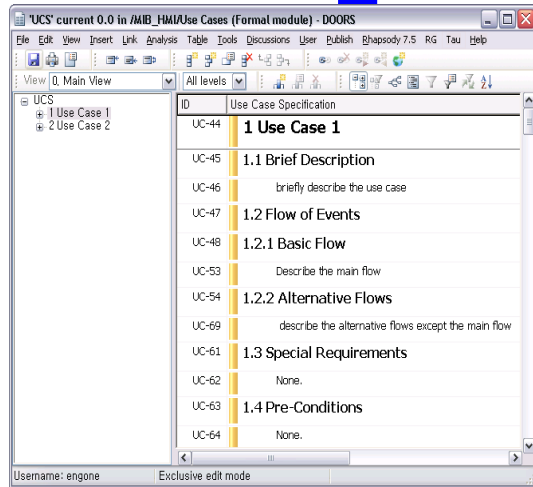 'UCS' current 0.0 in /MIB_HMI/Use Cases (Formal module) - DOORS
File Edit View Insert Link Analysis Table Tools Discussions User Publish Rhapsody 7.5 RG Tau Help
View 0, Main View All levels
UCS
1 Use Case 1
2 Use Case 2
ID Use Case Specification
UC-44 1 Use Case 1
UC-45 1.1 Brief Description
UC-46 briefly describe the use case
UC-47 1.2 Flow of Events
UC-48 1.2.1 Basic Flow
UC-53 Describe the main flow
UC-54 1.2.2 Alternative Flows
UC-69 describe the alternative flows except the main flow
UC-61 1.3 Special Requirements
UC-62 None.
UC-63 1.4 Pre-Conditions
UC-64 None.
Username: engone Exclusive edit mode